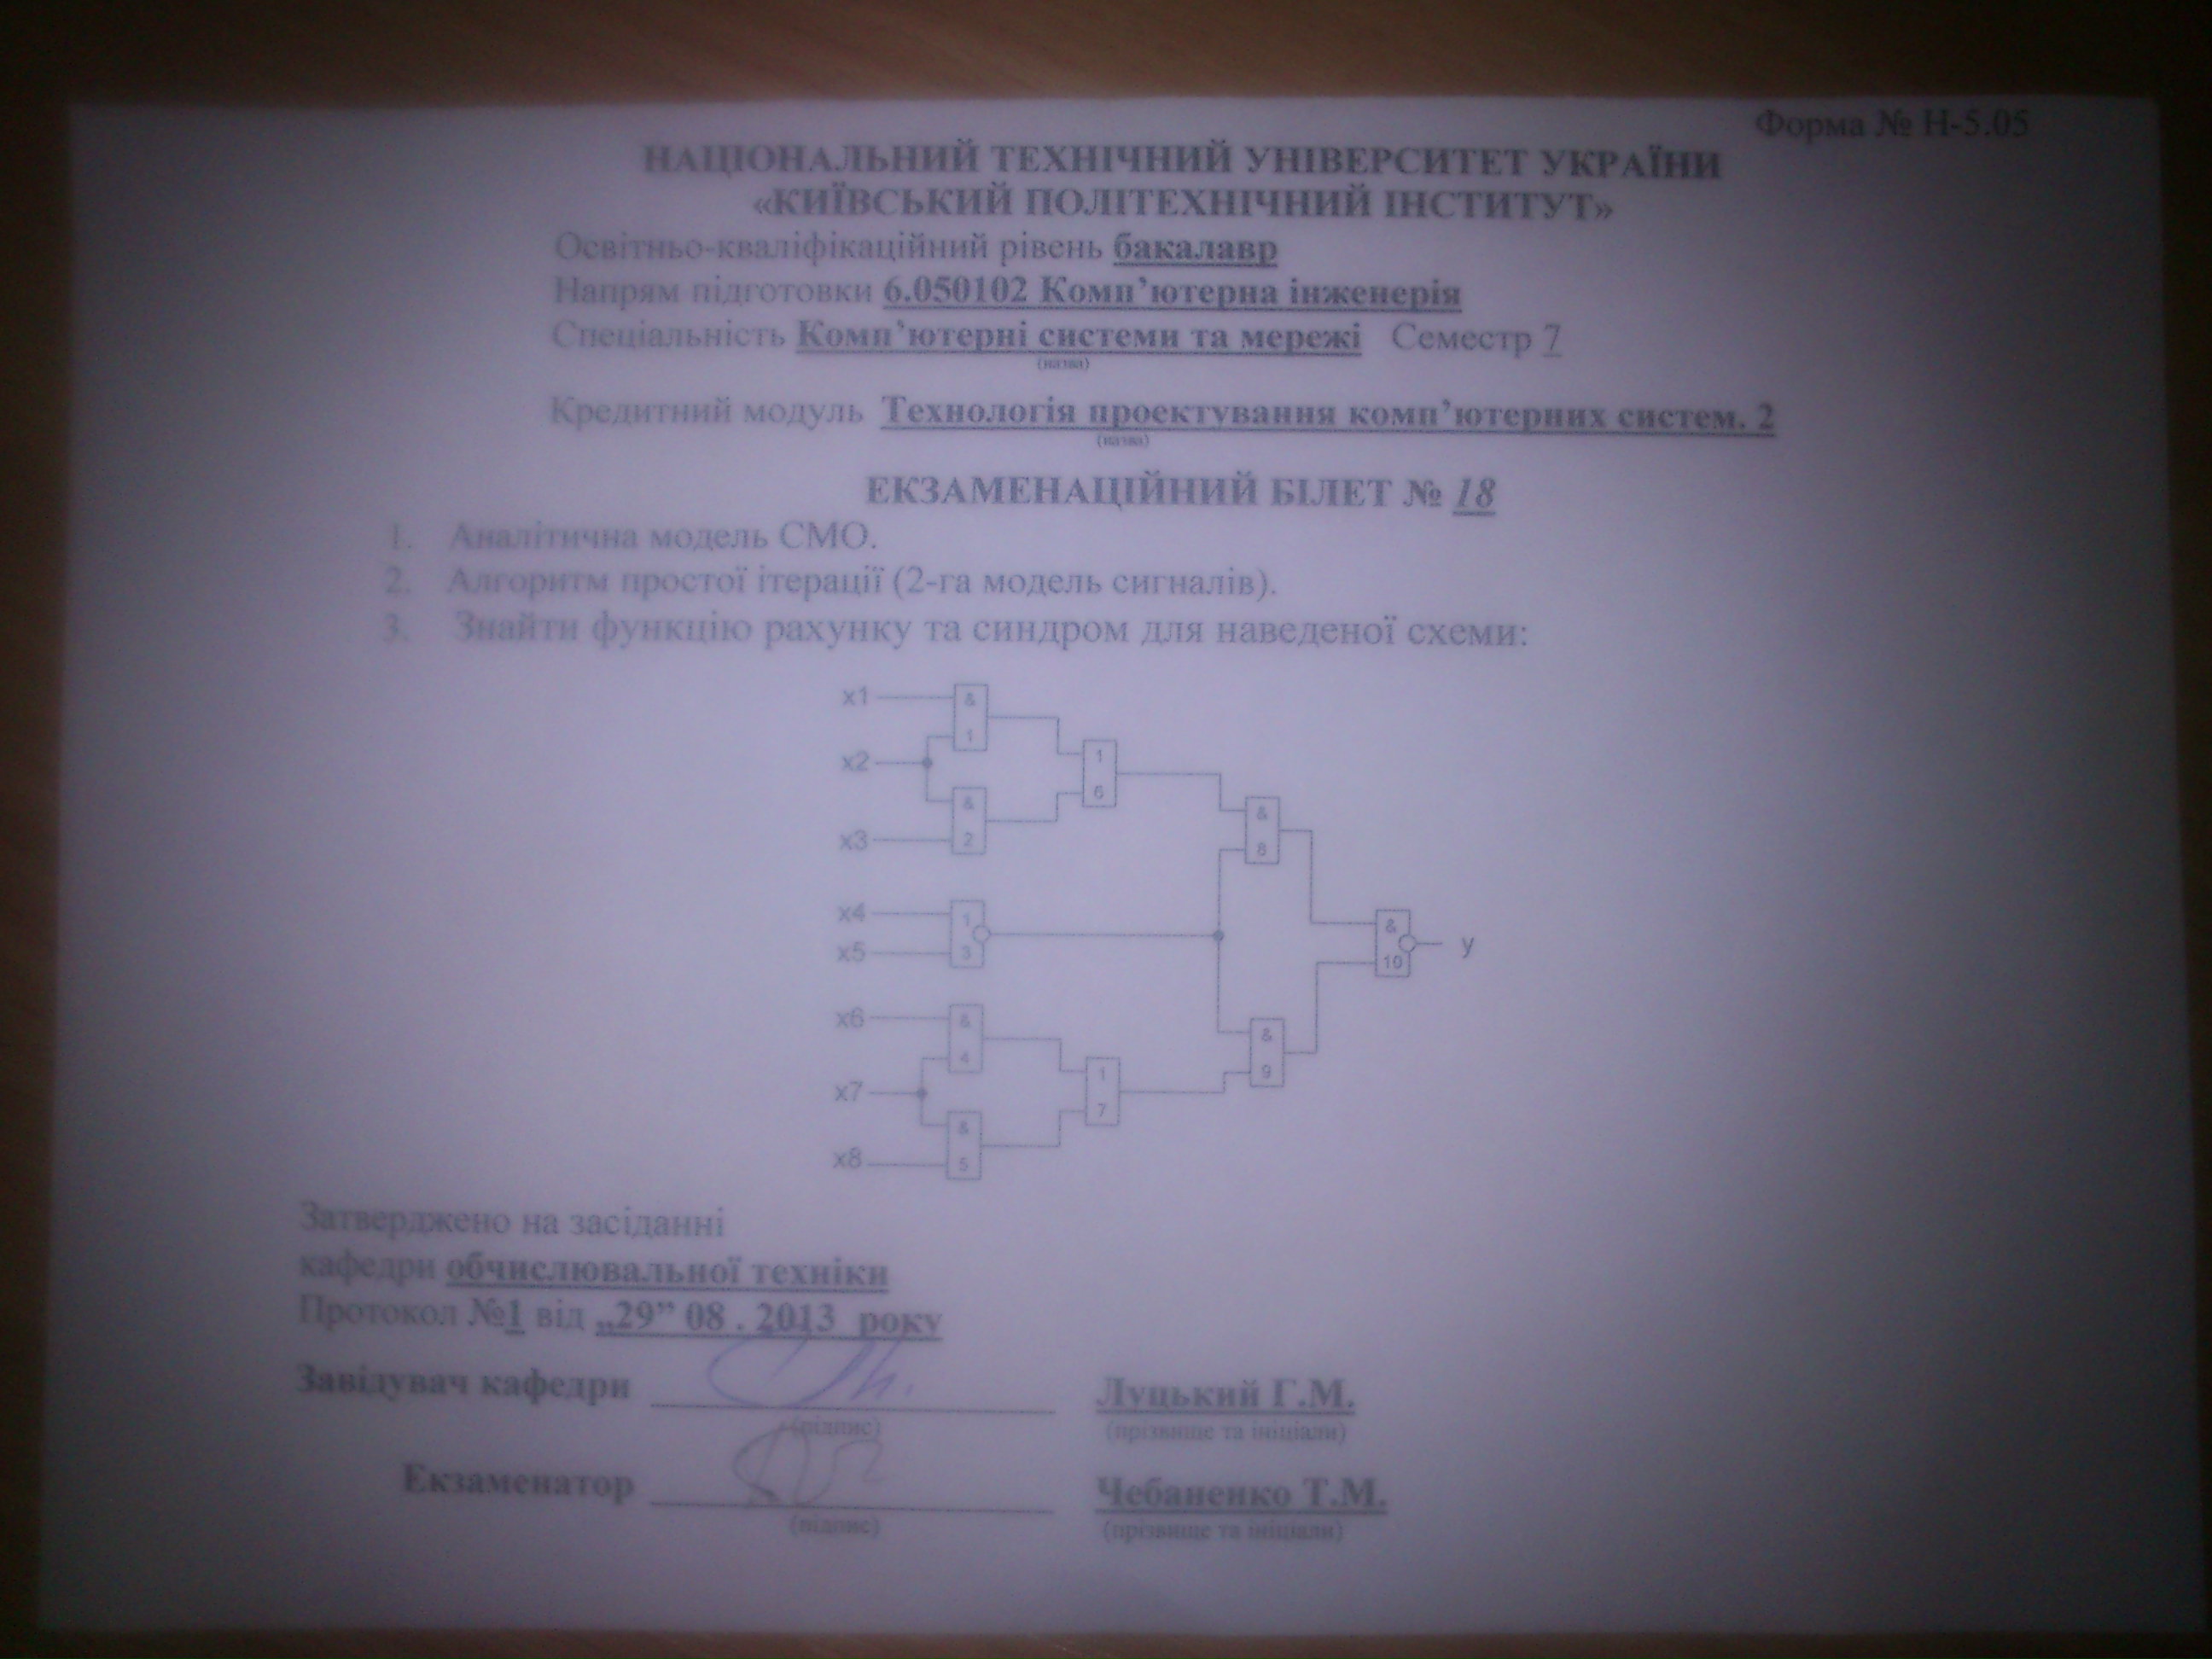 Форма № Н-5.05
НАЦІОНАЛЬНИЙ ТЕХНІЧНИЙ УНІВЕРСИТЕТ УКРАЇНИ
«КИЇВСЬКИЙ ПОЛІТЕХНІЧНИЙ ІНСТИТУТ»
Освітньо-кваліфікаційний рівень бакалавр
Напрям підготовки 6.050102 Комп’ютерна інженерія
Спеціальність Комп’ютерні системи та мережі Семестр 7
(назва)
Кредитний модуль Технологія проектування комп’ютерних систем. 2
(назва)
ЕКЗАМЕНАЦІЙНИЙ БІЛЕТ № 18
1. Аналітична модель СМО.
2. Алгоритм простої ітерації (2-га модель сигналів).
3. Знайти функцію рахунку та синдром для наведеної схеми:
x1
&
1
x2
1
6
&
2
x3
&
8
x4
1
3
x5
&
10
y
x6
&
4
&
9
x7
1
7
&
5
x8
Затверджено на засіданні
кафедри обчислювальної техніки
Протокол №1 від „29” 08 . 2013 року
Завідувач кафедри Луцький Г.М.
(підпис) (прізвище та ініціали)
Екзаменатор Чебаненко Т.М.
(підпис) (прізвище та ініціали)